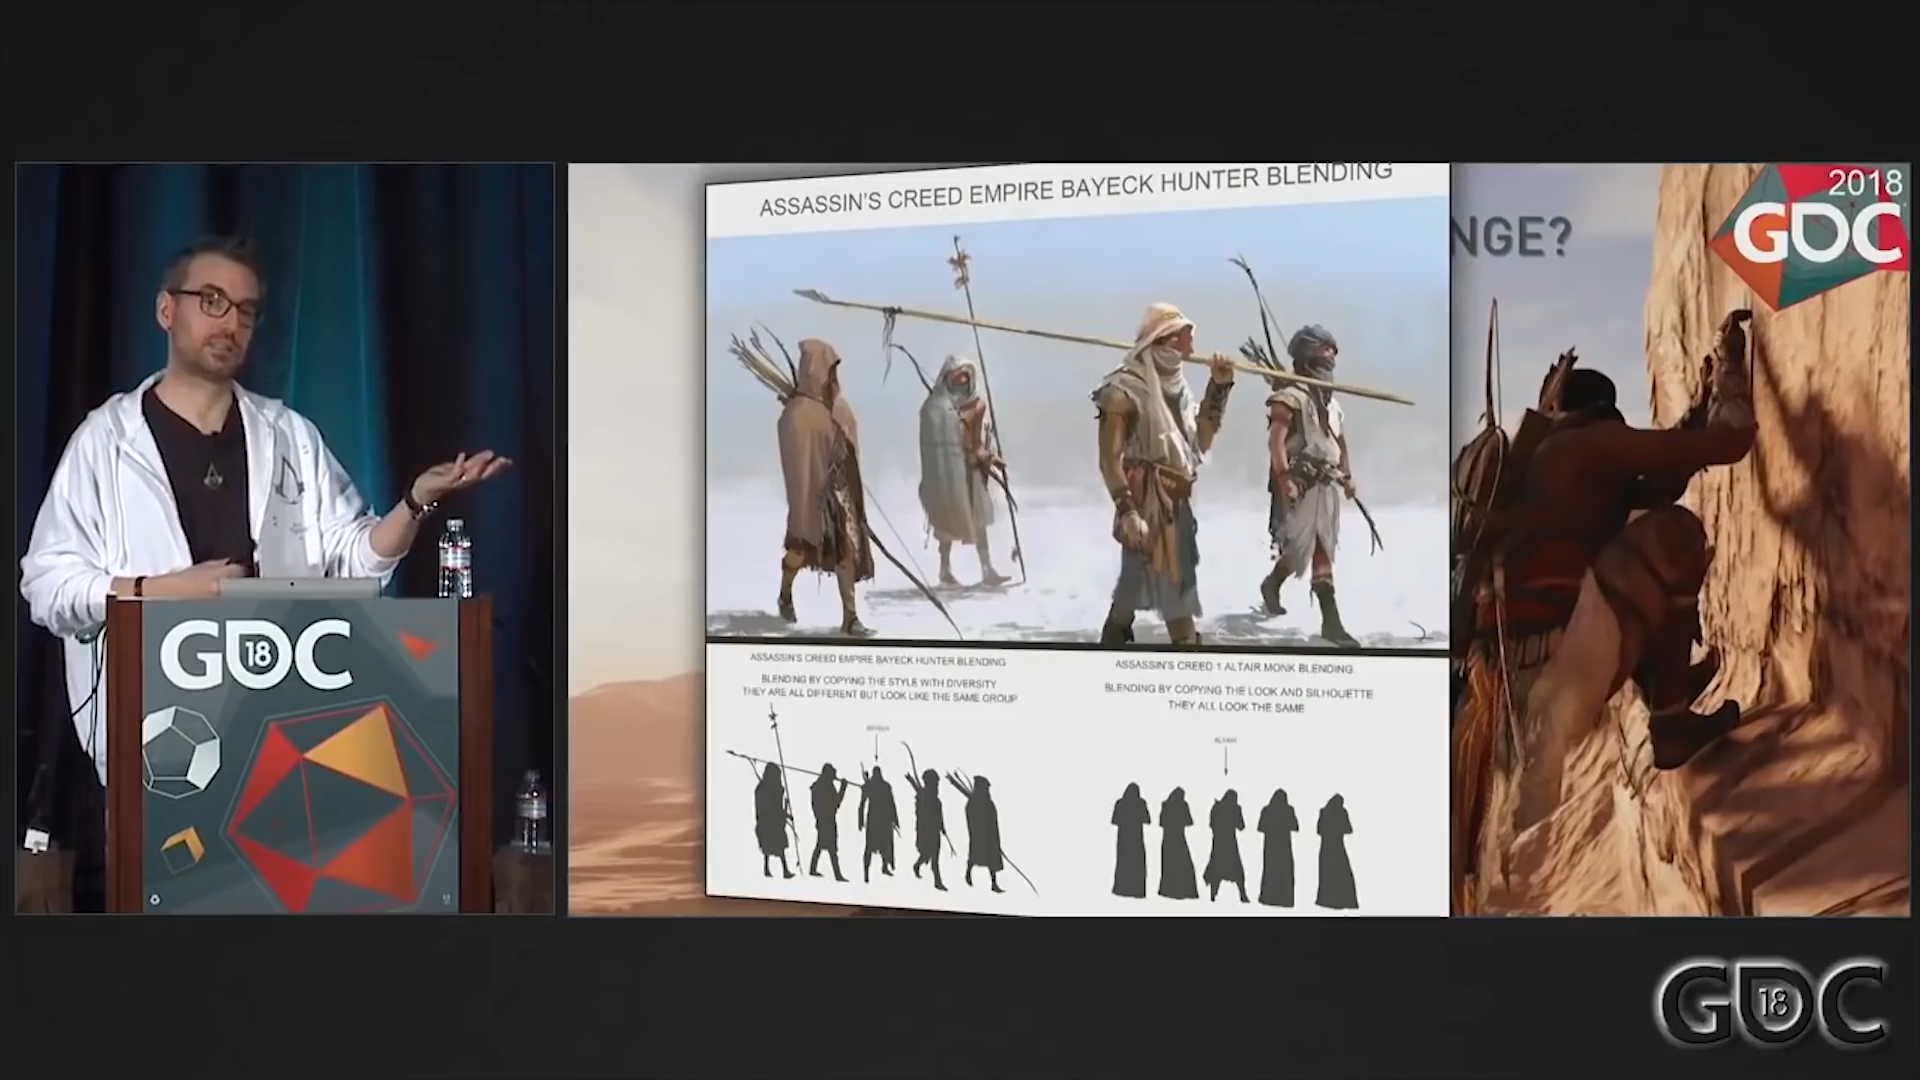 ASSASSIN'S CREED EMPIRE BAYECK HUNTER BLENDING
NGE?
2018
GDC
ASSASSIN'S CREED EMPIRE BAYECK HUNTER BLENDING
BLENDING BY COPYING THE STYLE WITH DIVERSITY
THEY ARE ALL DIFFERENT BUT LOOK LIKE THE SAME GROUP
BAYECK
ASSASSIN'S CREED 1 ALTAIR MONK BLENDING
BLENDING BY COPYING THE LOOK AND SILHOUETTE
THEY ALL LOOK THE SAME
ALTAIR
GDC
18
GDC
18